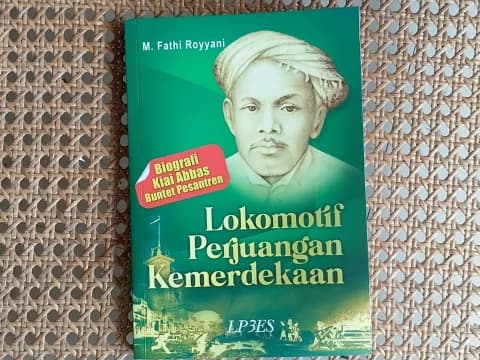 M. Fathi Royyani
Biografi
Kiai Abbas
Buntet Pesantren
Lokomotif
Perjuangan
Kemerdekaan
LP3ES